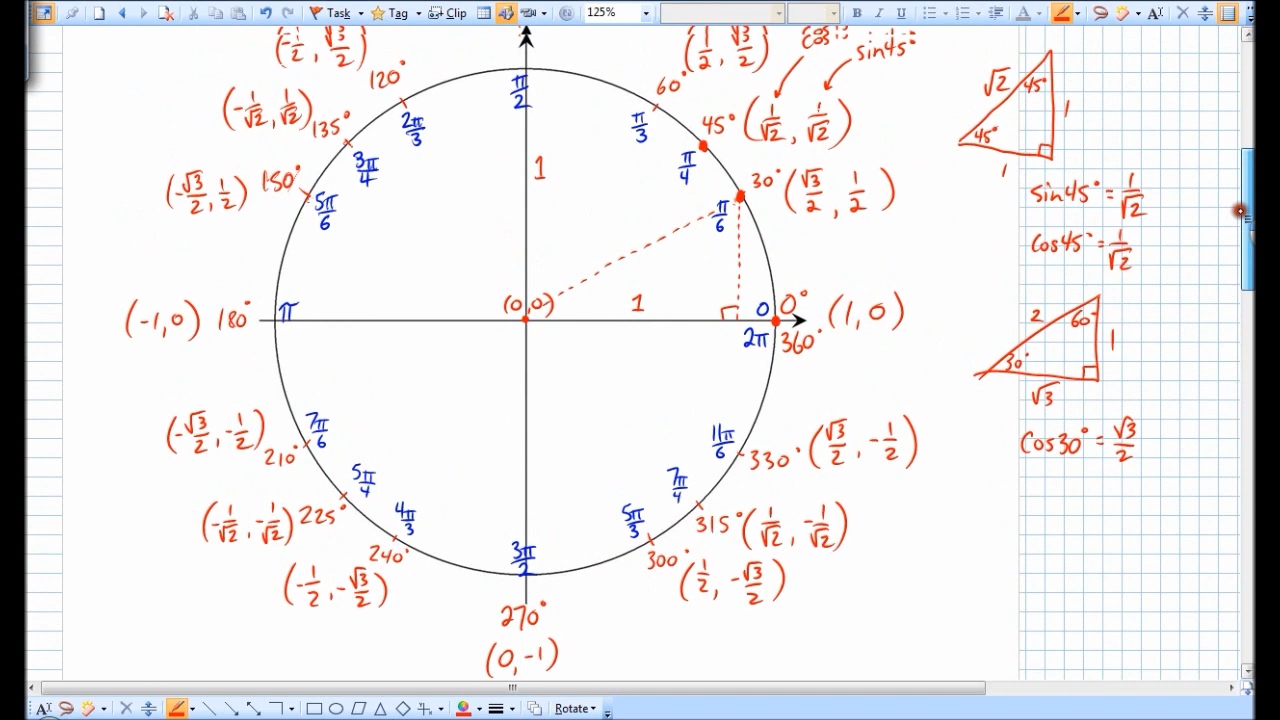 Task Tag Clip 125% B I U A
(-1/2, √3/2) 120° π/2 60° (1/2, √3/2) sin45°
(-1/√2, 1/√2) 135° 2π/3 π/3 45° (1/√2, 1/√2)
√2 45° 1
45° 1
3π/4 1 π/4
(-√3/2, 1/2) 150° 5π/6 π/6 30° (√3/2, 1/2)
sin45° = 1/√2
cos45° = 1/√2
(-1, 0) 180° π (0,0) 1 0 0° (1, 0)
2π 360°
2 60° 1
30°
√3
cos30° = √3/2
(-√3/2, -1/2) 210° 7π/6 11π/6 330° (√3/2, -1/2)
(-1/√2, -1/√2) 225° 5π/4 7π/4 315° (1/√2, -1/√2)
(-1/2, -√3/2) 240° 4π/3 3π/2 5π/3 300° (1/2, -√3/2)
270°
(0, -1)
A Rotate